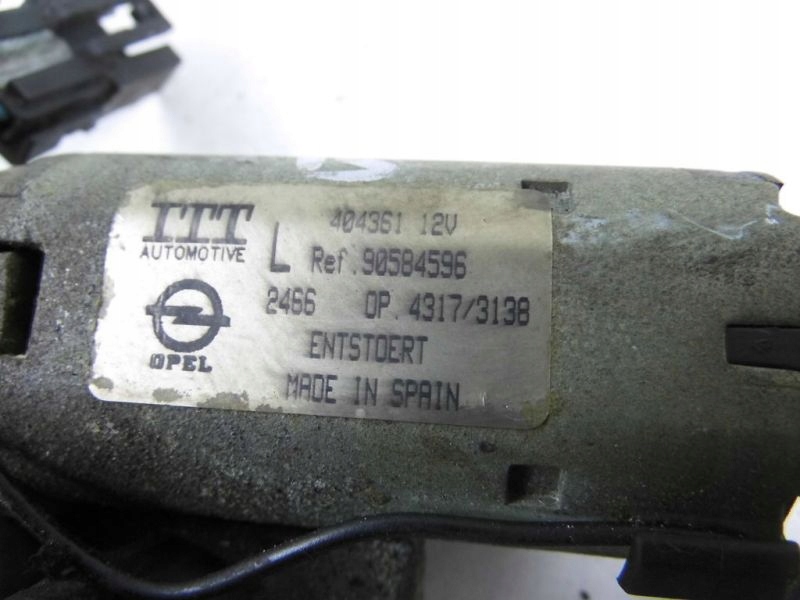 ITT 404361 12V
AUTOMOTIVE L Ref.90584596
2466 OP. 4317/3138
OPEL ENTSTOERT
MADE IN SPAIN